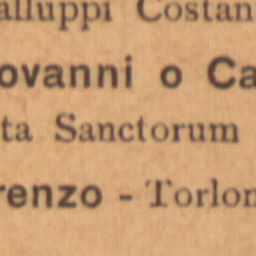 alluppi Costan
ovanni o Ca
ta Sanctorum
renzo - Torlon